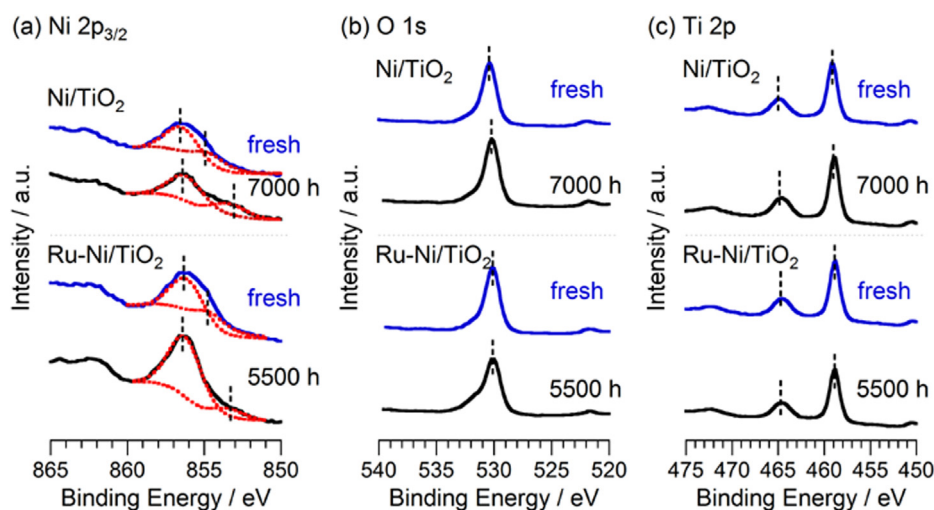 (a) Ni 2p₃/₂
Ni/TiO₂
fresh
7000 h
Ru-Ni/TiO₂
fresh
5500 h
Intensity / a.u.
865 860 855 850
Binding Energy / eV
(b) O 1s
Ni/TiO₂
fresh
7000 h
Ru-Ni/TiO₂
fresh
5500 h
Intensity / a.u.
540 535 530 525 520
Binding Energy / eV
(c) Ti 2p
Ni/TiO₂
fresh
7000 h
Ru-Ni/TiO₂
fresh
5500 h
Intensity / a.u.
475 470 465 460 455 450
Binding Energy / eV